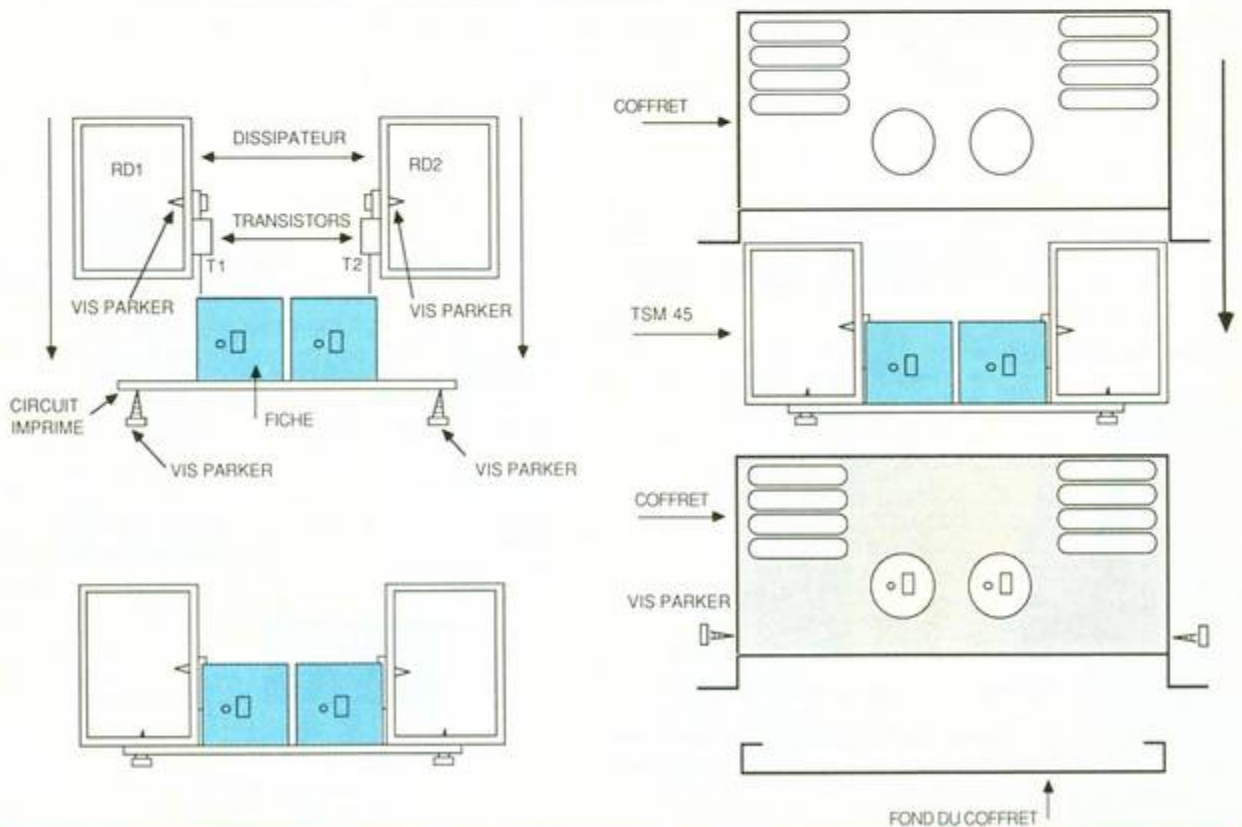 DISSIPATEUR
RD1
RD2
TRANSISTORS
T1
T2
VIS PARKER
VIS PARKER
CIRCUIT
IMPRIME
FICHE
VIS PARKER
VIS PARKER
COFFRET
TSM 45
COFFRET
VIS PARKER
FOND DU COFFRET